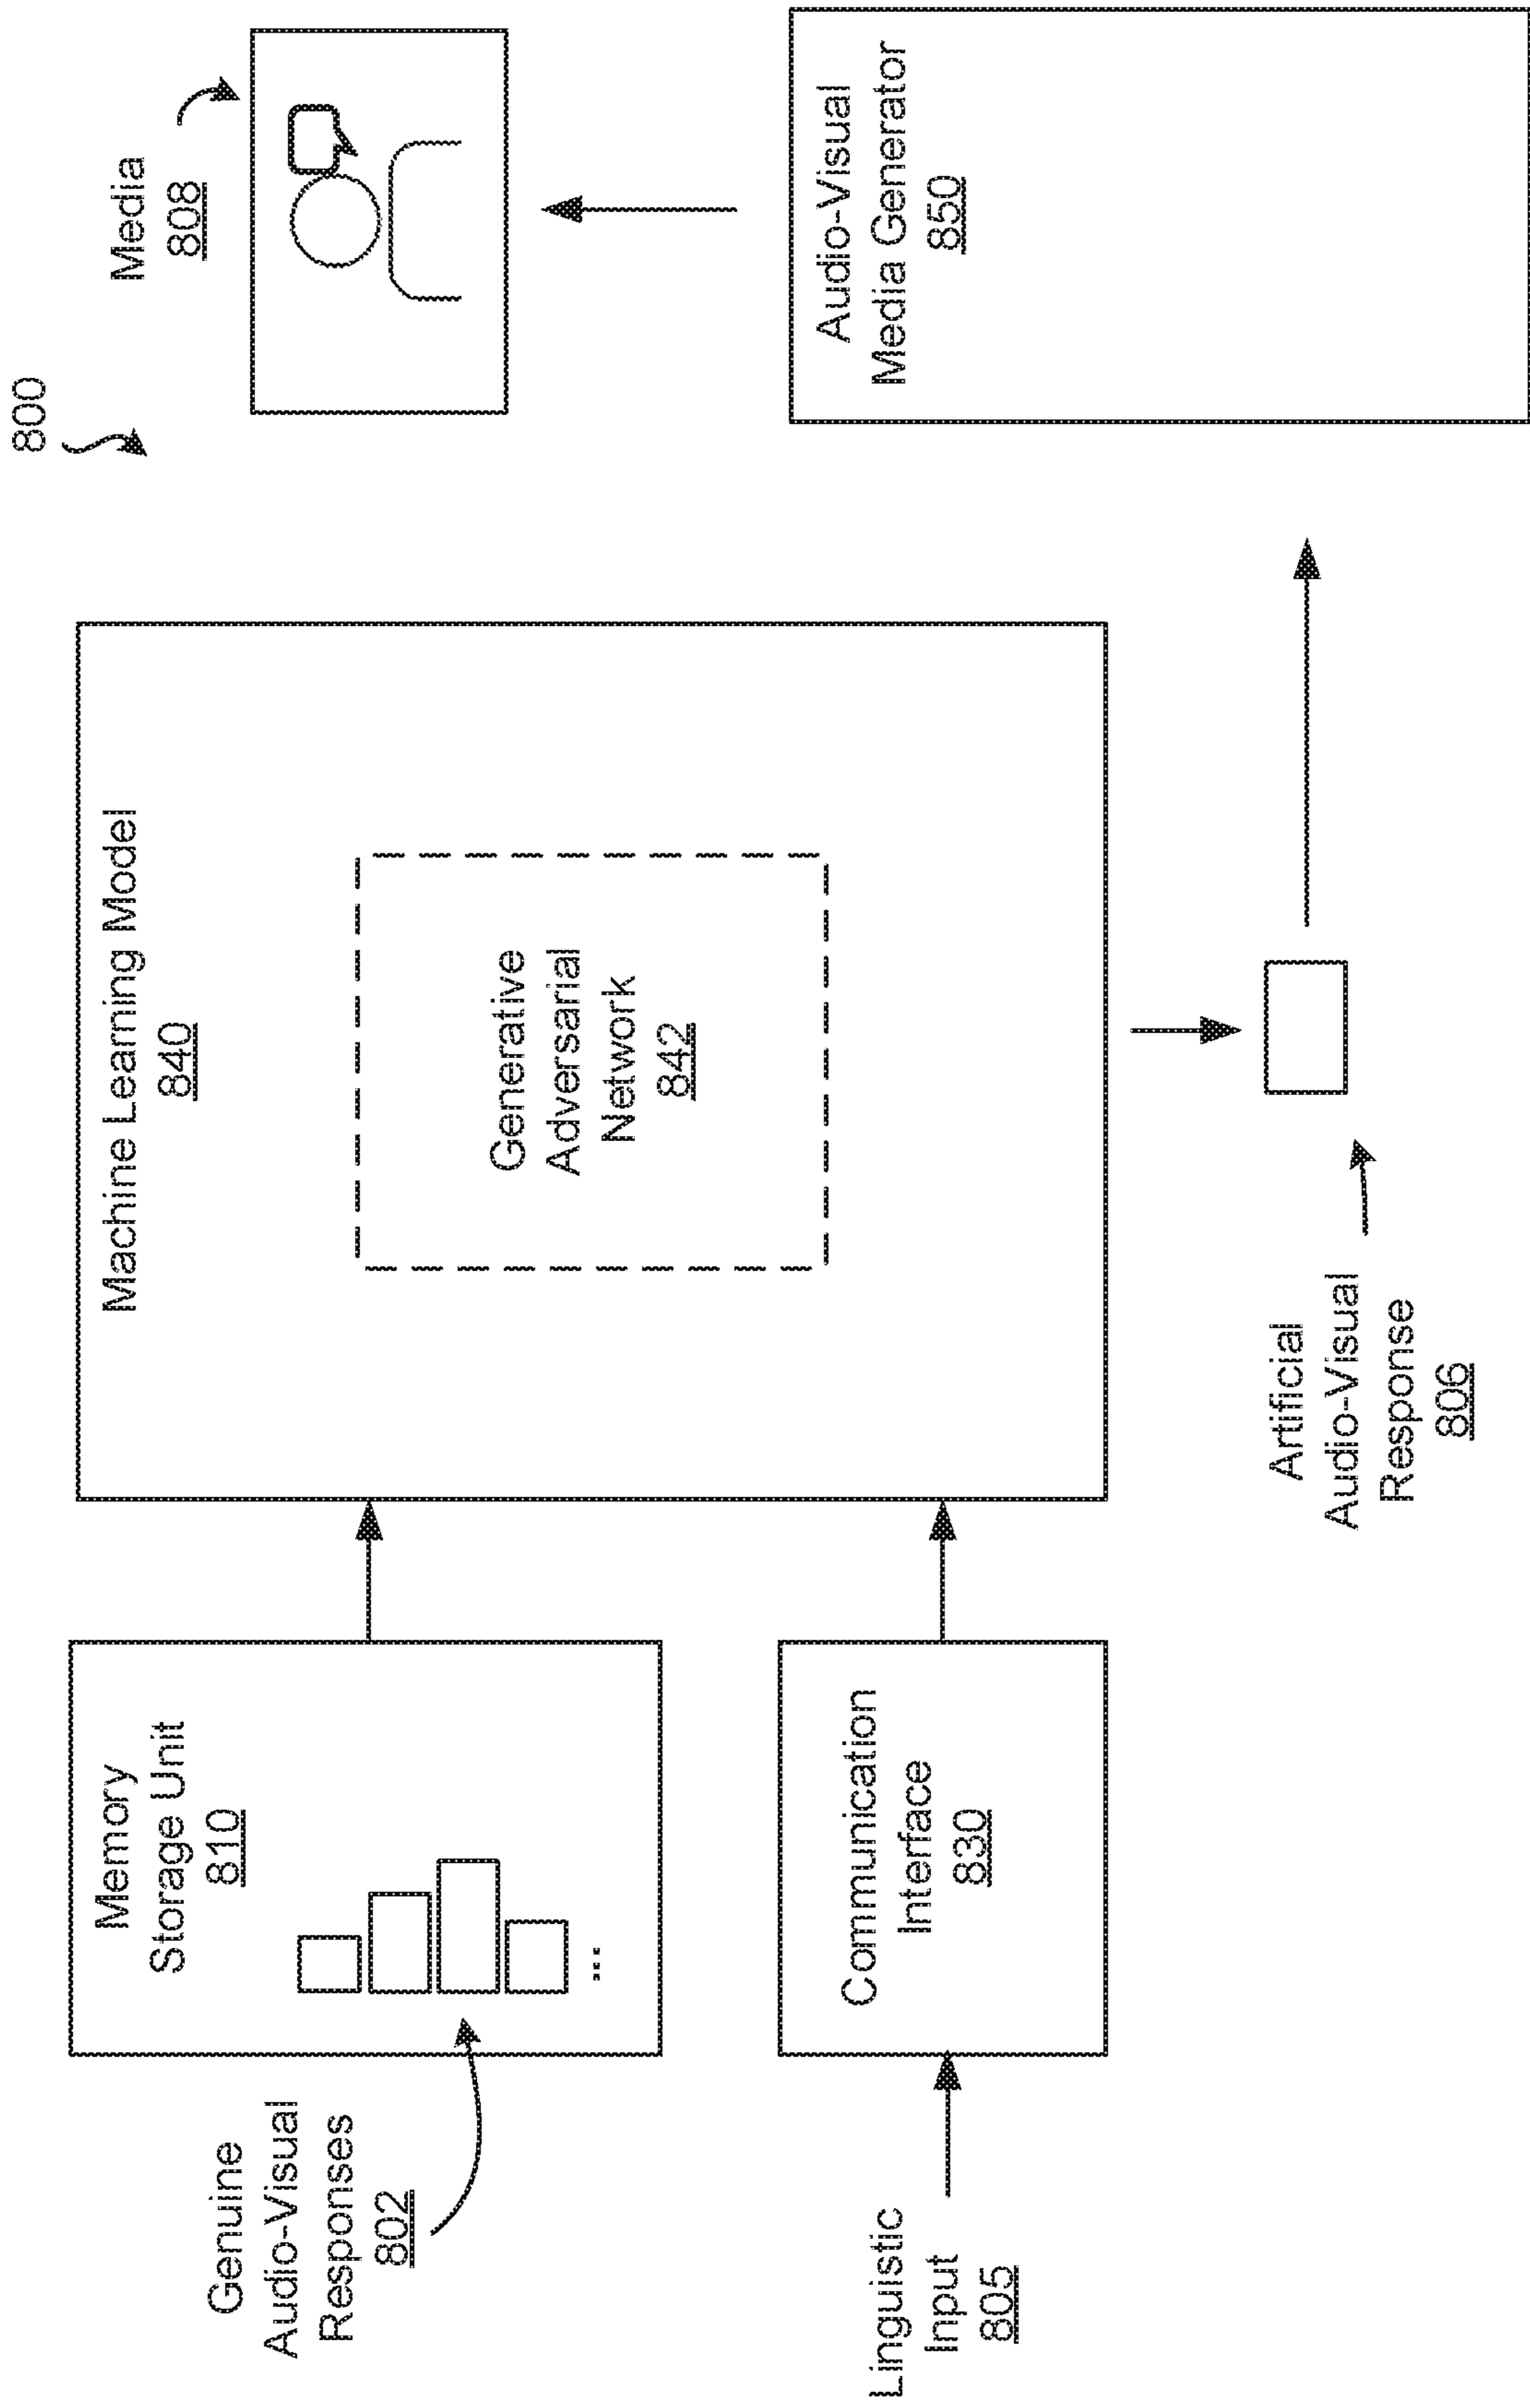 800
Genuine
Audio-Visual
Responses
802
Memory
Storage Unit
810
...
Linguistic
Input
805
Communication
Interface
830
Machine Learning Model
840
Generative
Adversarial
Network
842
Artificial
Audio-Visual
Response
806
Media
808
Audio-Visual
Media Generator
850